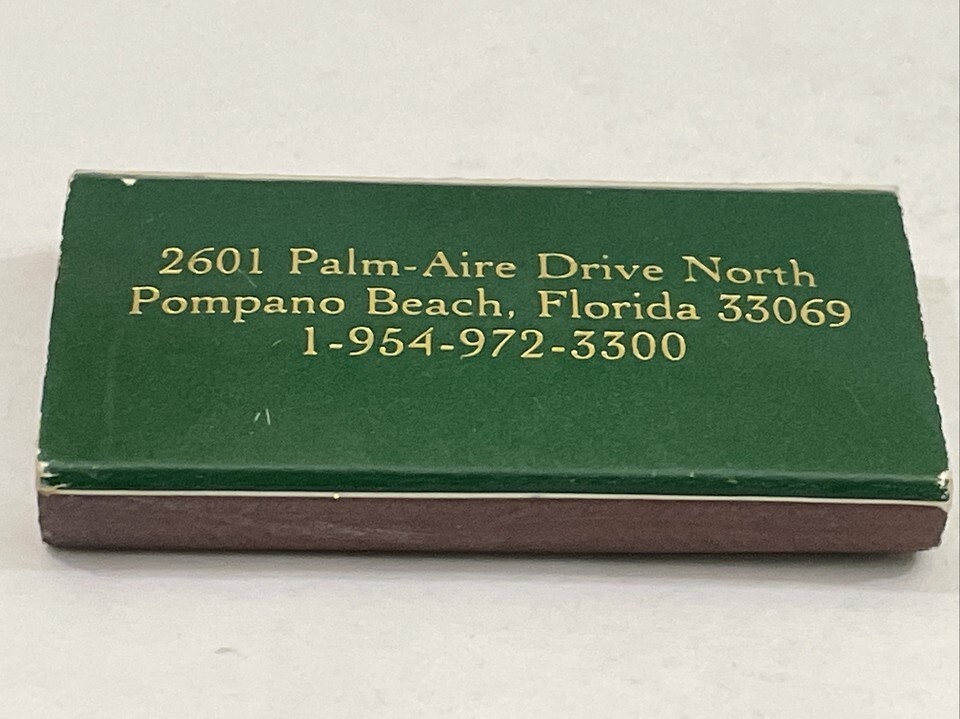 2601 Palm-Aire Drive North
Pompano Beach, Florida 33069
1-954-972-3300